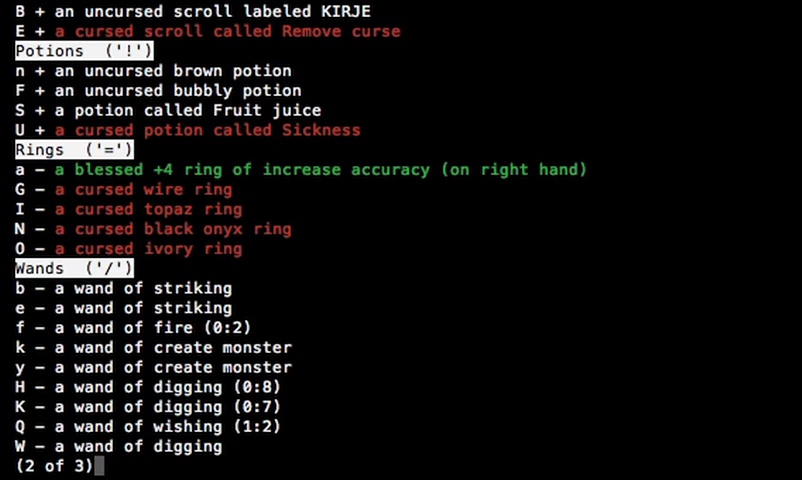 B + an uncursed scroll labeled KIRJE
E + a cursed scroll called Remove curse
Potions  ('!')
n + an uncursed brown potion
F + an uncursed bubbly potion
S + a potion called Fruit juice
U + a cursed potion called Sickness
Rings  ('=')
a - a blessed +4 ring of increase accuracy (on right hand)
G - a cursed wire ring
I - a cursed topaz ring
N - a cursed black onyx ring
O - a cursed ivory ring
Wands  ('/')
b - a wand of striking
e - a wand of striking
f - a wand of fire (0:2)
k - a wand of create monster
y - a wand of create monster
H - a wand of digging (0:8)
K - a wand of digging (0:7)
Q - a wand of wishing (1:2)
W - a wand of digging
(2 of 3)